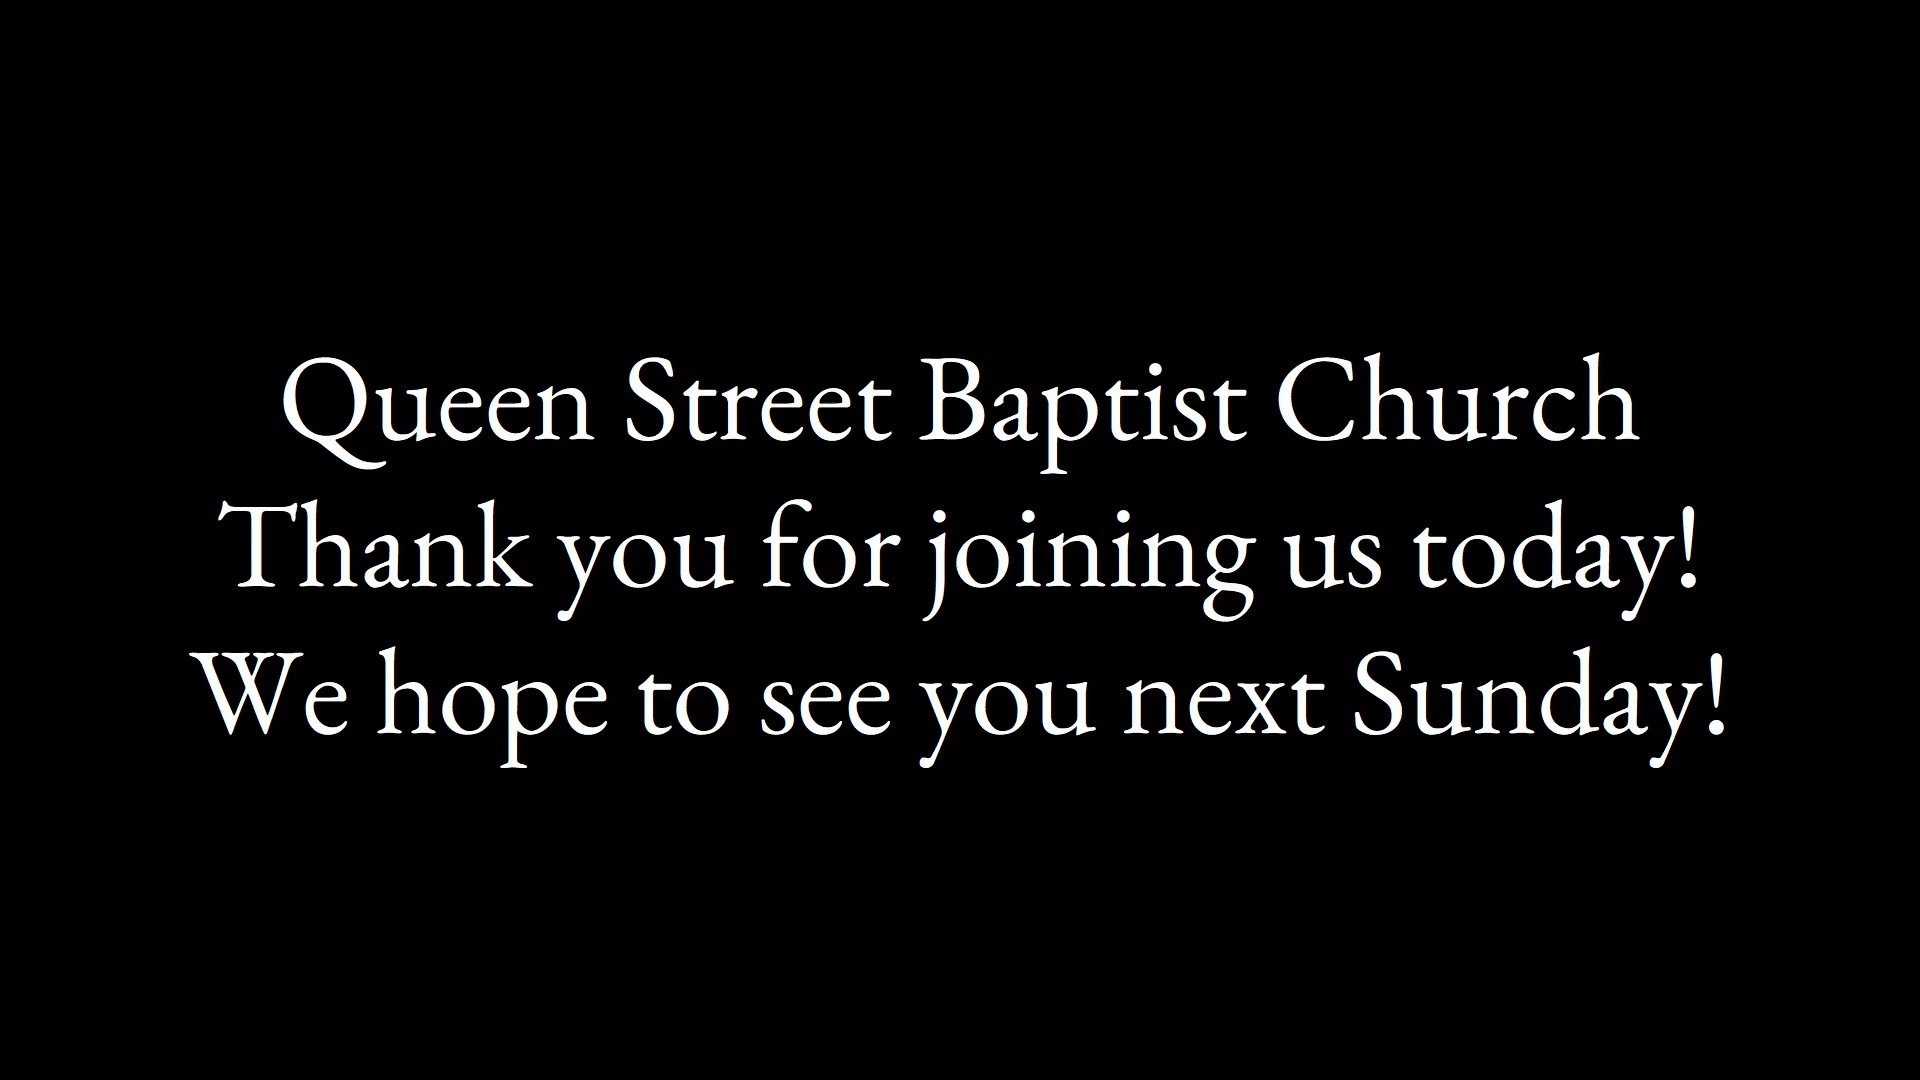 Queen Street Baptist Church
Thank you for joining us today!
We hope to see you next Sunday!